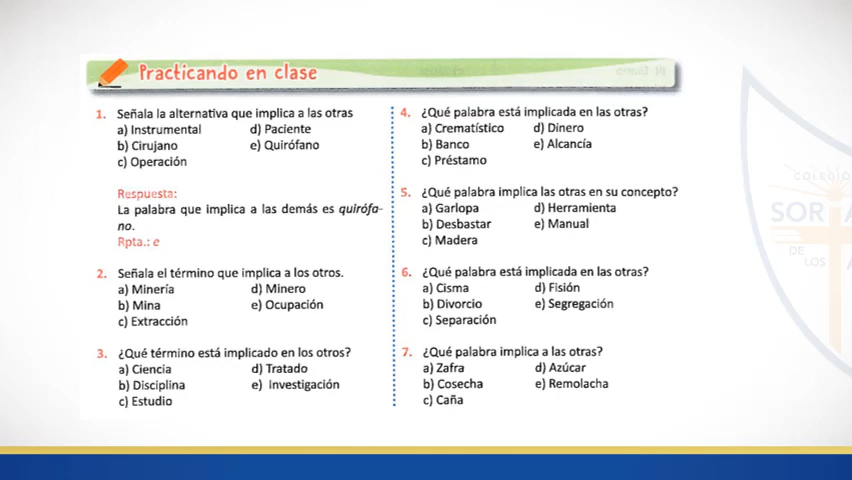 Practicando en clase
1. Señala la alternativa que implica a las otras
a) Instrumental d) Paciente
b) Cirujano e) Quirófano
c) Operación
Respuesta:
La palabra que implica a las demás es quirófa-
no.
Rpta.: e
2. Señala el término que implica a los otros.
a) Minería d) Minero
b) Mina e) Ocupación
c) Extracción
3. ¿Qué término está implicado en los otros?
a) Ciencia d) Tratado
b) Disciplina e) Investigación
c) Estudio
4. ¿Qué palabra está implicada en las otras?
a) Crematístico d) Dinero
b) Banco e) Alcancía
c) Préstamo
5. ¿Qué palabra implica las otras en su concepto?
a) Garlopa d) Herramienta
b) Desbastar e) Manual
c) Madera
6. ¿Qué palabra está implicada en las otras?
a) Cisma d) Fisión
b) Divorcio e) Segregación
c) Separación
7. ¿Qué palabra implica a las otras?
a) Zafra d) Azúcar
b) Cosecha e) Remolacha
c) Caña
COLEGIO
SOR
DE
LOS